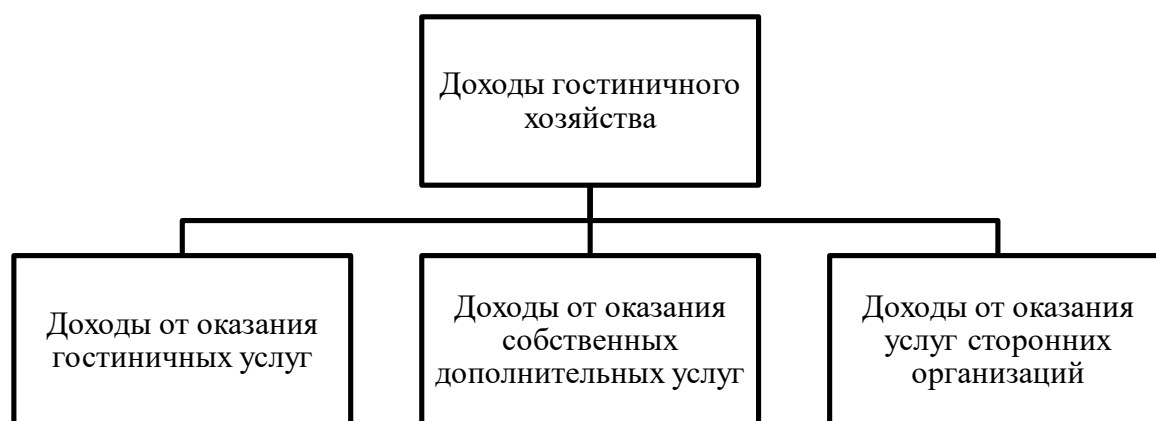 Доходы гостиничного
хозяйства
Доходы от оказания
гостиничных услуг
Доходы от оказания
собственных
дополнительных услуг
Доходы от оказания
услуг сторонних
организаций